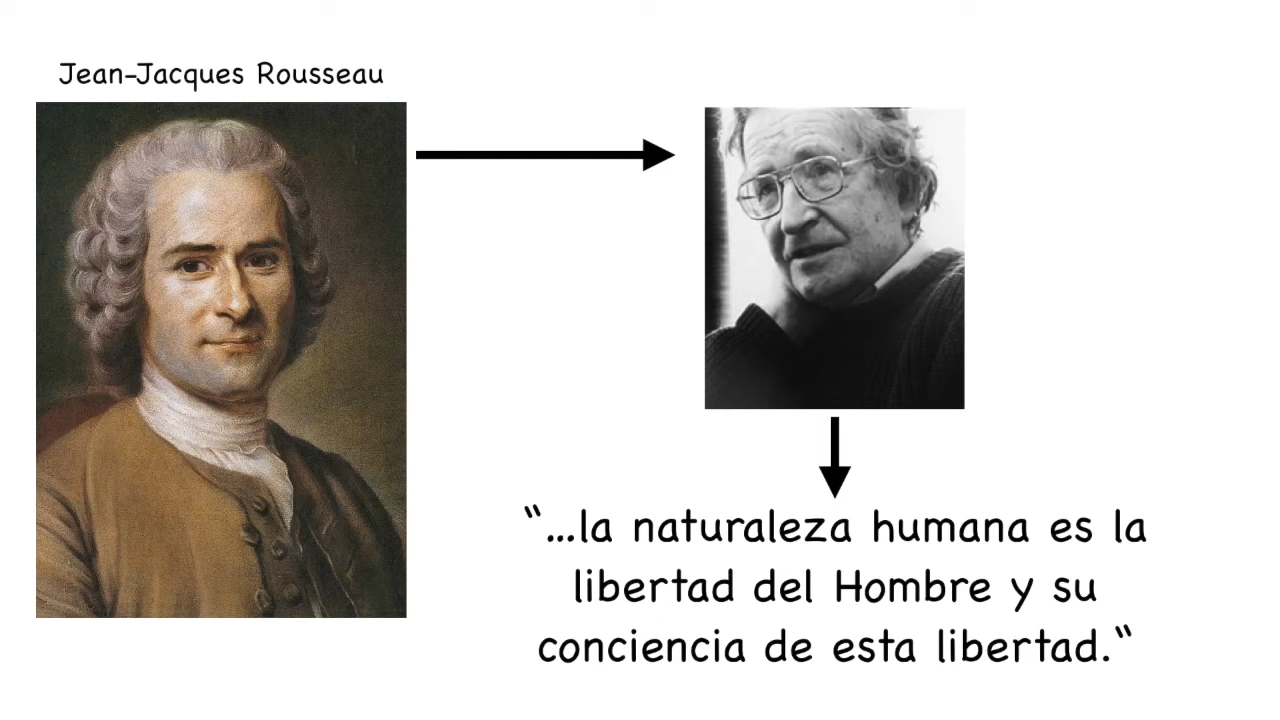 Jean-Jacques Rousseau
“...la naturaleza humana es la
libertad del Hombre y su
conciencia de esta libertad.“